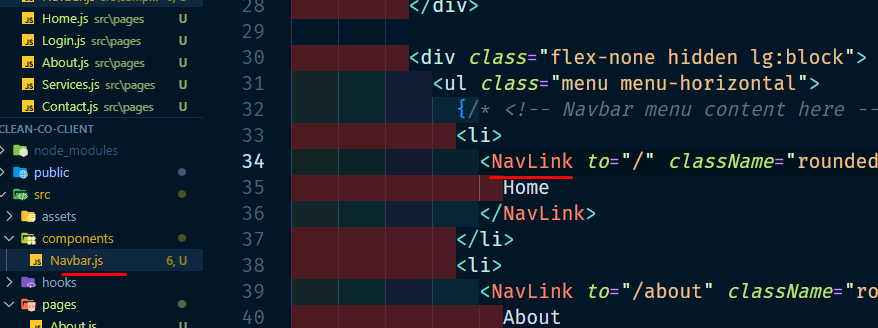 Navbar.js src\comp...
Home.js src\pages U
Login.js src\pages U
About.js src\pages U
Services.js src\pages U
Contact.js src\pages U
CLEAN-CO-CLIENT
node_modules
public
src
assets
components
Navbar.js 6, U
hooks
pages
About.js U
28 </div>
29
30 <div class="flex-none hidden lg:block">
31 <ul class="menu menu-horizontal">
32 {/* <!-- Navbar menu content here --
33 <li>
34 <NavLink to="/" className="rounded
35 Home
36 </NavLink>
37 </li>
38 <li>
39 <NavLink to="/about" className="ro
40 About